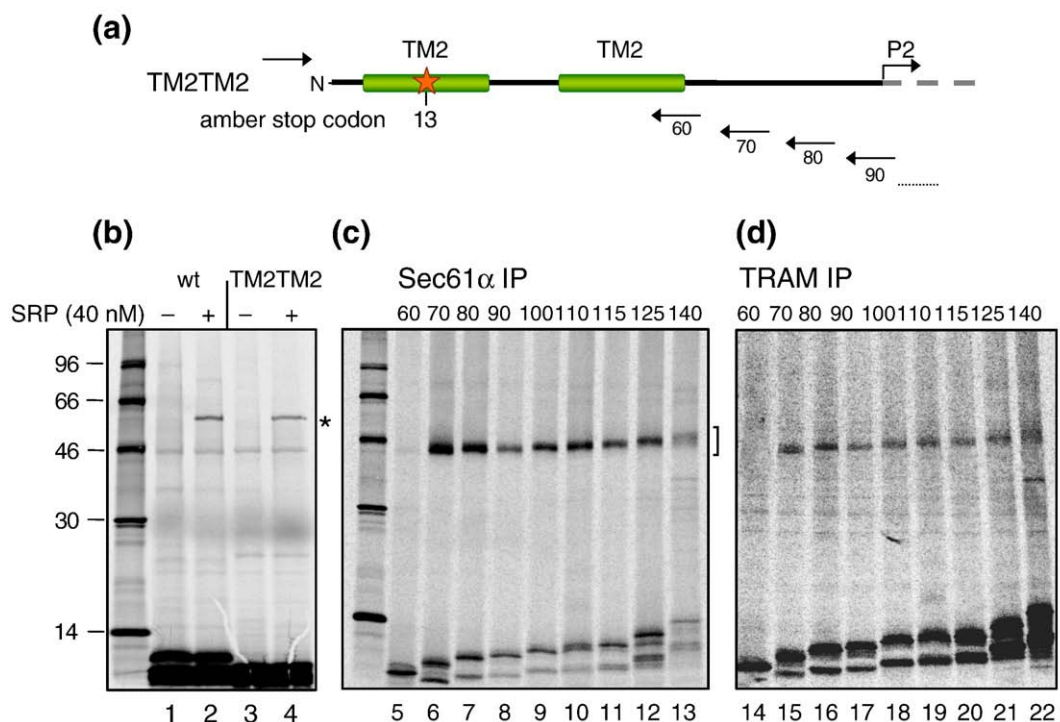 (a)
TM2 TM2 P2
TM2TM2 N
amber stop codon 13
60
70
80
90
(b) (c) (d)
wt TM2TM2 Sec61α IP TRAM IP
SRP (40 nM) – + – + 60 70 80 90 100 110 115 125 140 60 70 80 90 100 110 115 125 140
96
66
*
46
30
14
1 2 3 4 5 6 7 8 9 10 11 12 13 14 15 16 17 18 19 20 21 22